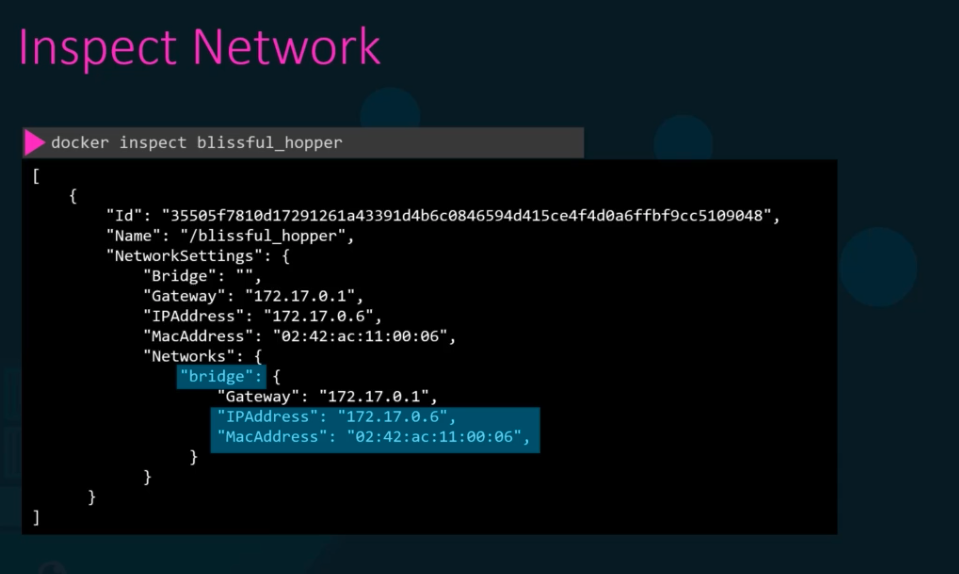 Inspect Network
docker inspect blissful_hopper
[
    {
        "Id": "35505f7810d17291261a43391d4b6c0846594d415ce4f4d0a6ffbf9cc5109048",
        "Name": "/blissful_hopper",
        "NetworkSettings": {
            "Bridge": "",
            "Gateway": "172.17.0.1",
            "IPAddress": "172.17.0.6",
            "MacAddress": "02:42:ac:11:00:06",
            "Networks": {
                "bridge": {
                    "Gateway": "172.17.0.1",
                    "IPAddress": "172.17.0.6",
                    "MacAddress": "02:42:ac:11:00:06",
                }
            }
      }
]